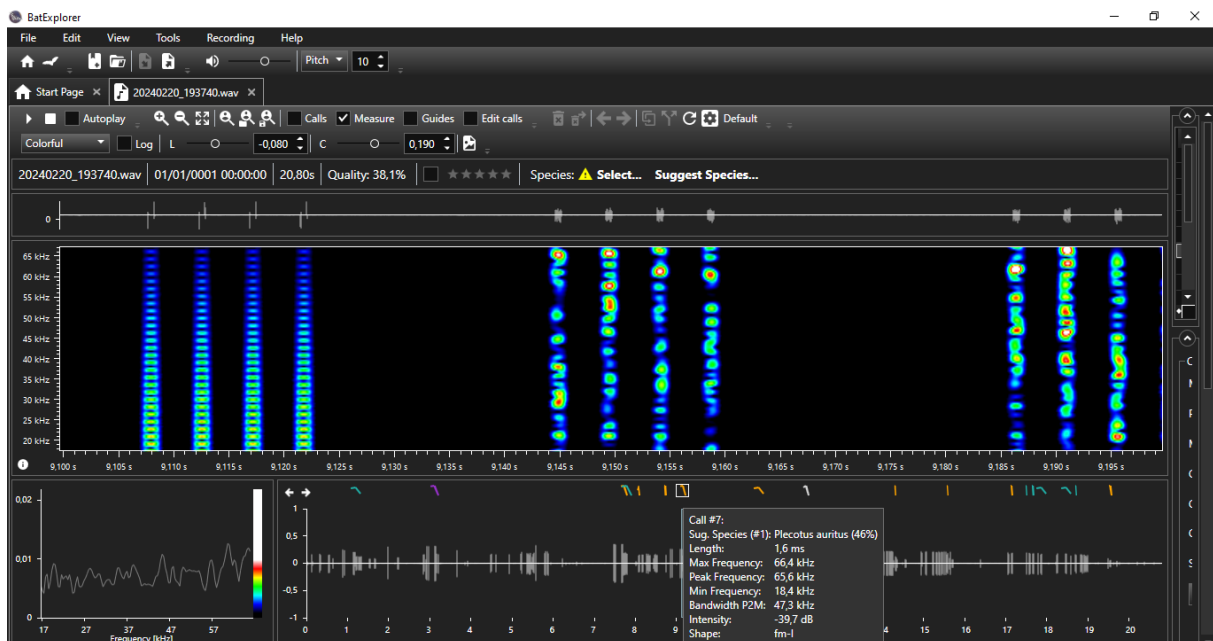 BatExplorer
File Edit View Tools Recording Help
Pitch 10
Start Page 20240220_193740.wav
Autoplay Calls Measure Guides Edit calls Default
Colorful Log L -0,080 C 0,190
20240220_193740.wav 01/01/0001 00:00:00 20,80s Quality: 38,1% Species: Select... Suggest Species...
0
65 kHz
60 kHz
55 kHz
50 kHz
45 kHz
40 kHz
35 kHz
30 kHz
25 kHz
20 kHz
9,100 s 9,105 s 9,110 s 9,115 s 9,120 s 9,125 s 9,130 s 9,135 s 9,140 s 9,145 s 9,150 s 9,155 s 9,160 s 9,165 s 9,170 s 9,175 s 9,180 s 9,185 s 9,190 s 9,195 s
0,02
0,01
0
17 27 37 47 57
Frequency [kHz]
1
0,5
0
-0,5
-1
0 1 2 3 4 5 6 7 8 9 14 15 16 17 18 19 20
Call #7:
Sug. Species (#1): Plecotus auritus (46%)
Length: 1,6 ms
Max Frequency: 66,4 kHz
Peak Frequency: 65,6 kHz
Min Frequency: 18,4 kHz
Bandwidth P2M: 47,3 kHz
Intensity: -39,7 dB
Shape: fm-l